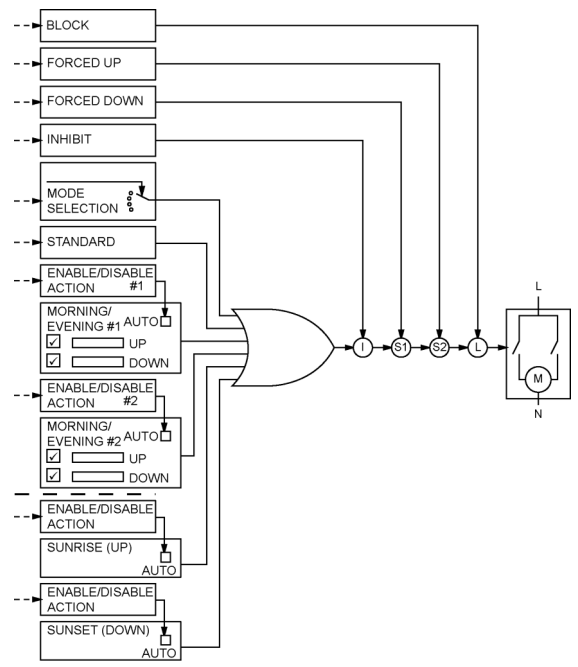 BLOCK
FORCED UP
FORCED DOWN
INHIBIT
MODE
SELECTION
STANDARD
ENABLE/DISABLE
ACTION #1
MORNING/
EVENING #1 AUTO
UP
DOWN
ENABLE/DISABLE
ACTION #2
MORNING/
EVENING #2 AUTO
UP
DOWN
ENABLE/DISABLE
ACTION
SUNRISE (UP)
AUTO
ENABLE/DISABLE
ACTION
SUNSET (DOWN)
AUTO
I S1 S2 L
L
M
N